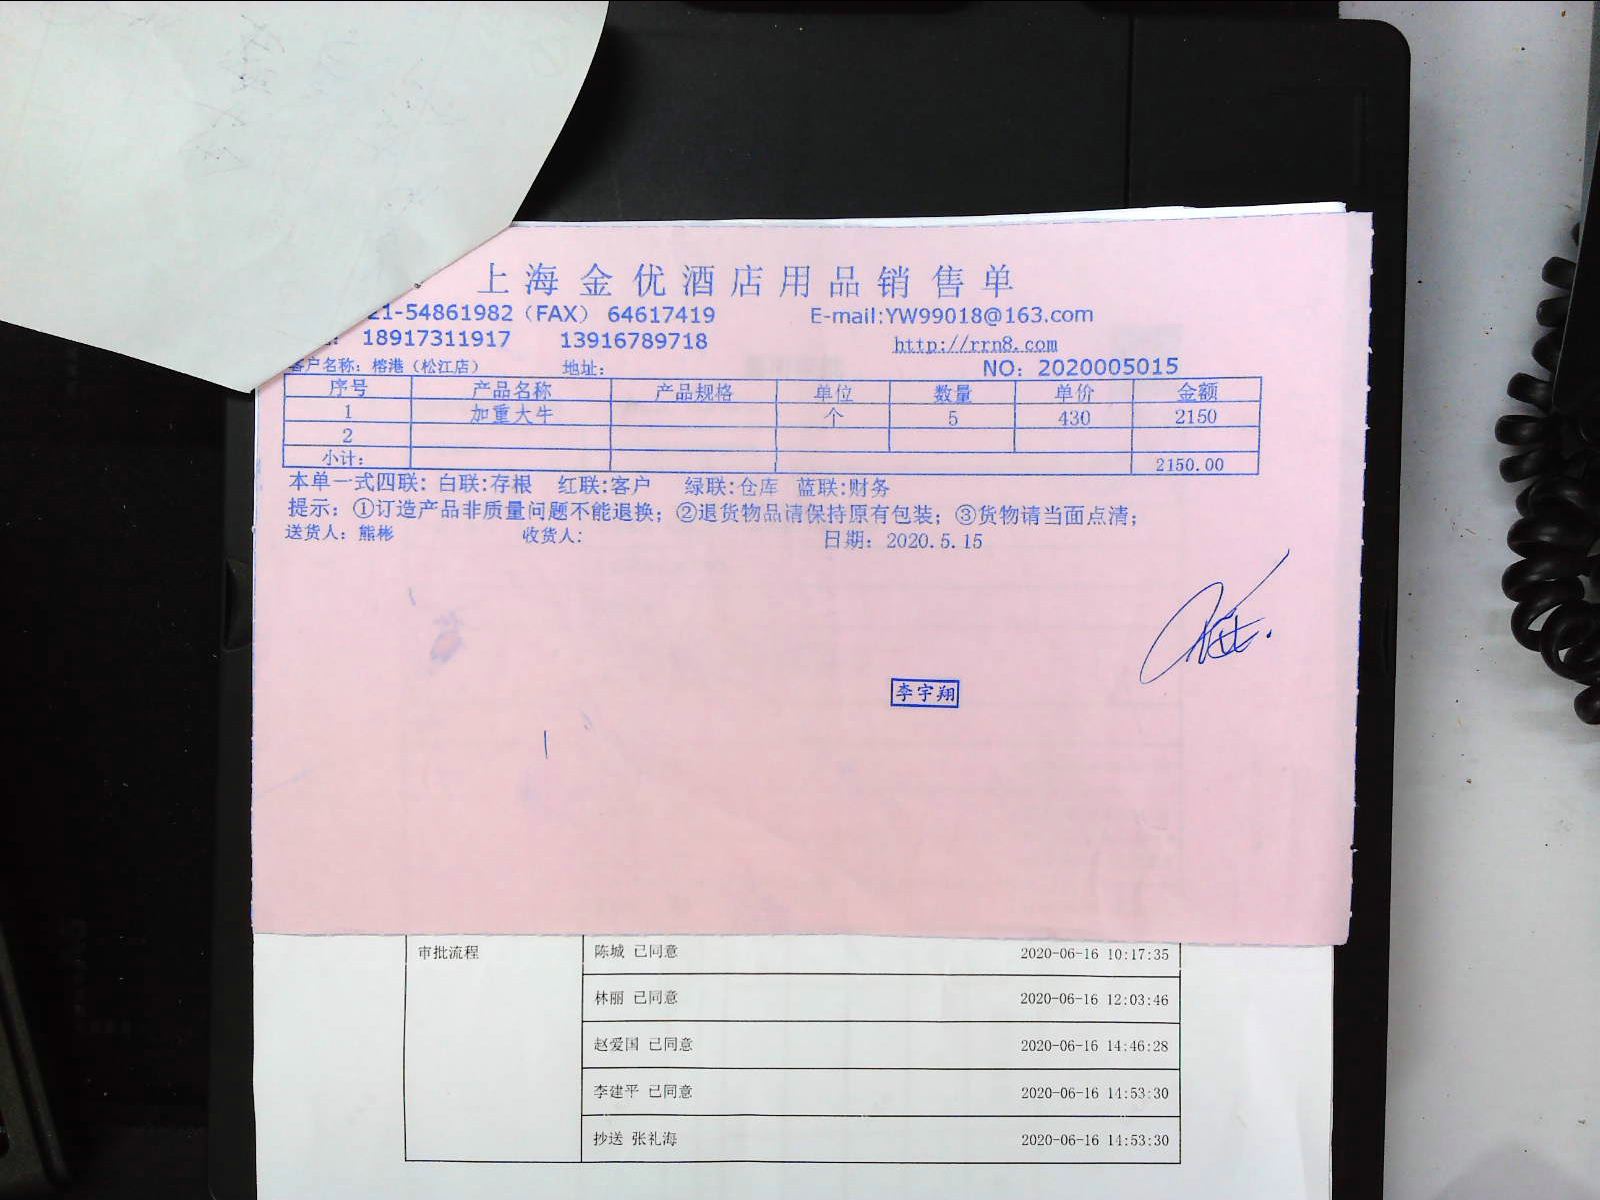 上海金优酒店用品销售单
21-54861982（FAX） 64617419 E-mail:YW99018@163.com
18917311917 13916789718 http://rrn8.com
客户名称：榕港（松江店） 地址： NO：2020005015
序号 产品名称 产品规格 单位 数量 单价 金额
1 加重大牛 个 5 430 2150
2
小计： 2150.00
本单一式四联：白联:存根 红联:客户 绿联:仓库 蓝联:财务
提示：①订造产品非质量问题不能退换；②退货物品请保持原有包装；③货物请当面点清；
送货人：熊彬 收货人： 日期：2020.5.15
李宇翔
审批流程 陈城 已同意 2020-06-16 10:17:35
林丽 已同意 2020-06-16 12:03:46
赵爱国 已同意 2020-06-16 14:46:28
李建平 已同意 2020-06-16 14:53:30
抄送 张礼海 2020-06-16 14:53:30